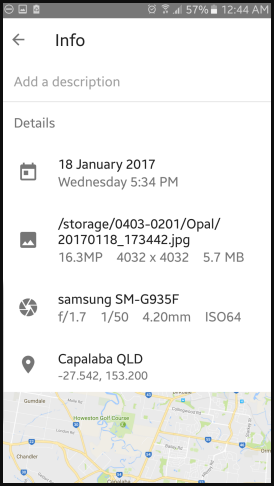 57% 12:44 AM
Info
Add a description
Details
18 January 2017
Wednesday 5:34 PM
/storage/0403-0201/Opal/
20170118_173442.jpg
16.3MP 4032 x 4032 5.7 MB
samsung SM-G935F
f/1.7 1/50 4.20mm ISO64
Capalaba QLD
-27.542, 153.200
Gumdale
Howeston Golf Course
Chandler
Capalaba